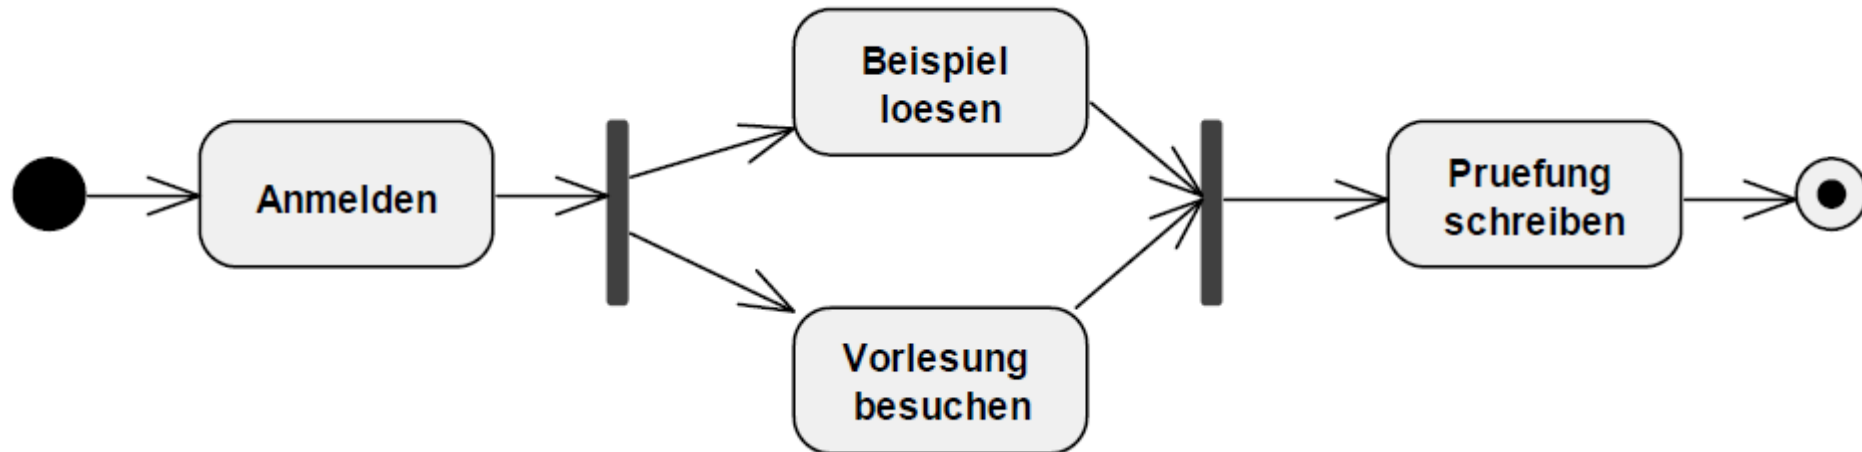 Anmelden
Beispiel
loesen
Vorlesung
besuchen
Pruefung
schreiben